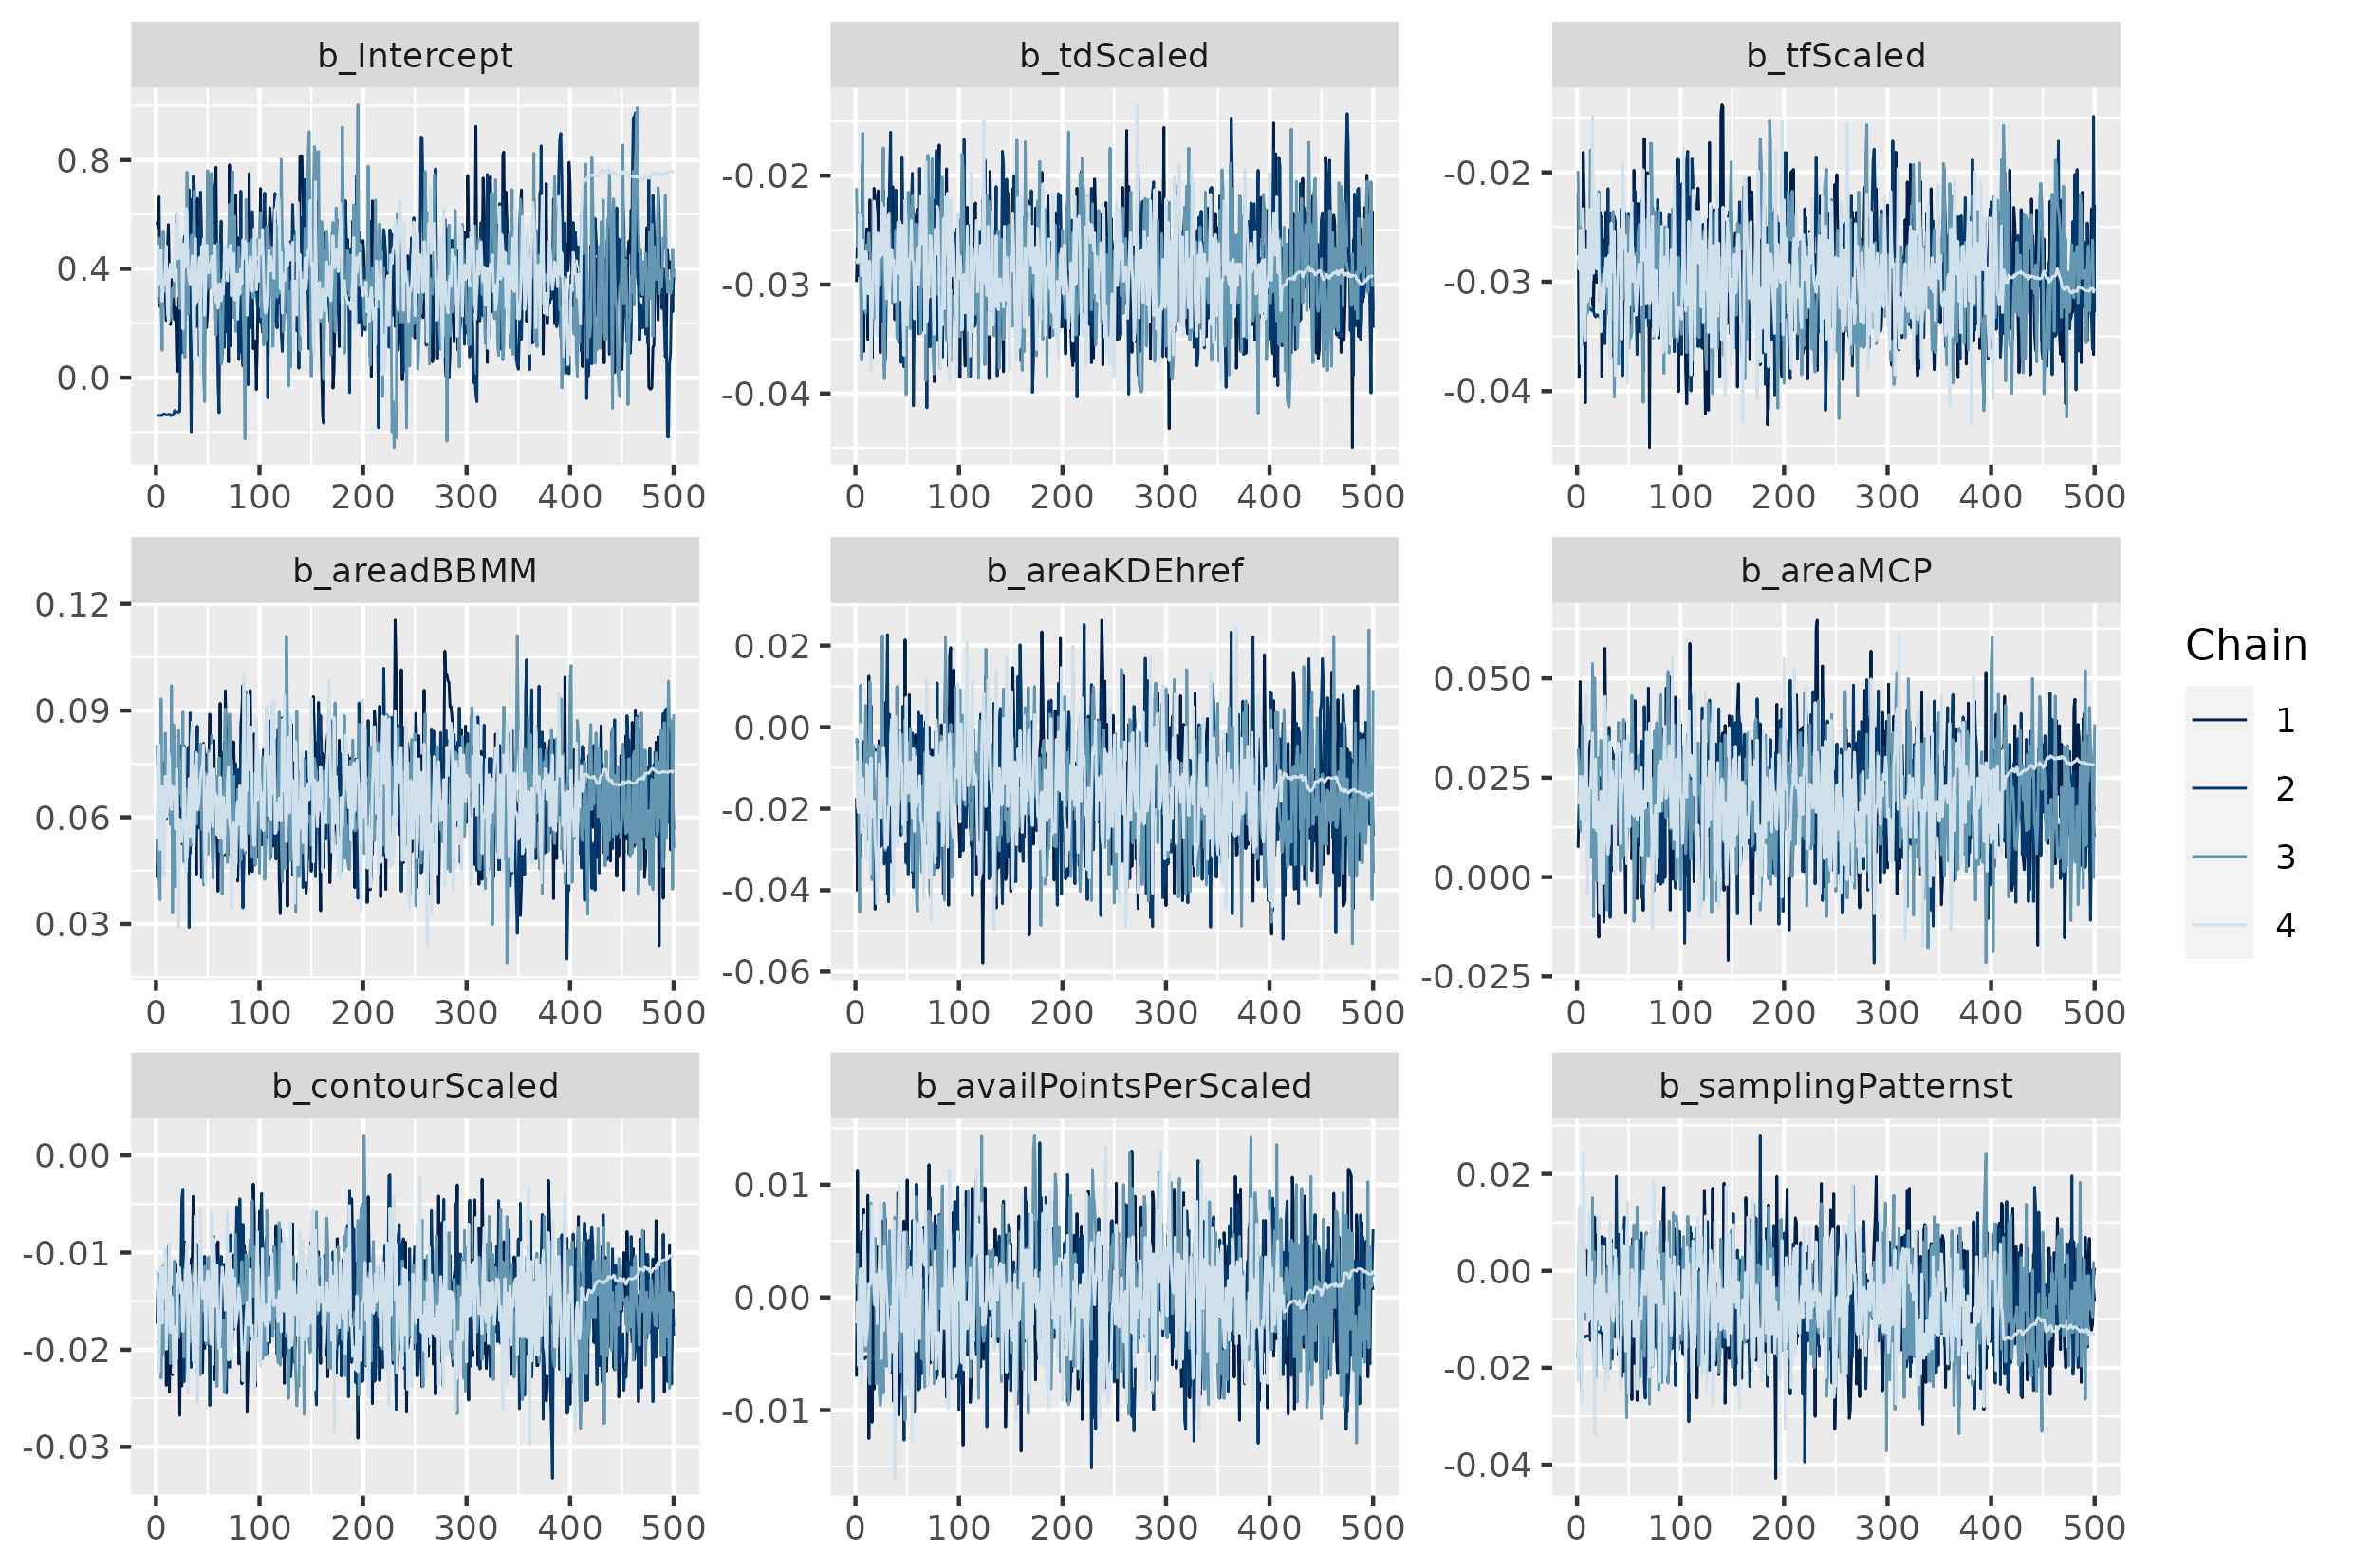 b_Intercept
b_tdScaled
b_tfScaled
0.8
0.4
0.0
-0.02
-0.03
-0.04
-0.02
-0.03
-0.04
0 100 200 300 400 500
0 100 200 300 400 500
0 100 200 300 400 500
b_areadBBMM
b_areaKDEhref
b_areaMCP
0.12
0.09
0.06
0.03
0.02
0.00
-0.02
-0.04
-0.06
0.050
0.025
0.000
-0.025
0 100 200 300 400 500
0 100 200 300 400 500
0 100 200 300 400 500
b_contourScaled
b_availPointsPerScaled
b_samplingPatternst
0.00
-0.01
-0.02
-0.03
0.01
0.00
-0.01
0.02
0.00
-0.02
-0.04
0 100 200 300 400 500
0 100 200 300 400 500
0 100 200 300 400 500
Chain
1
2
3
4